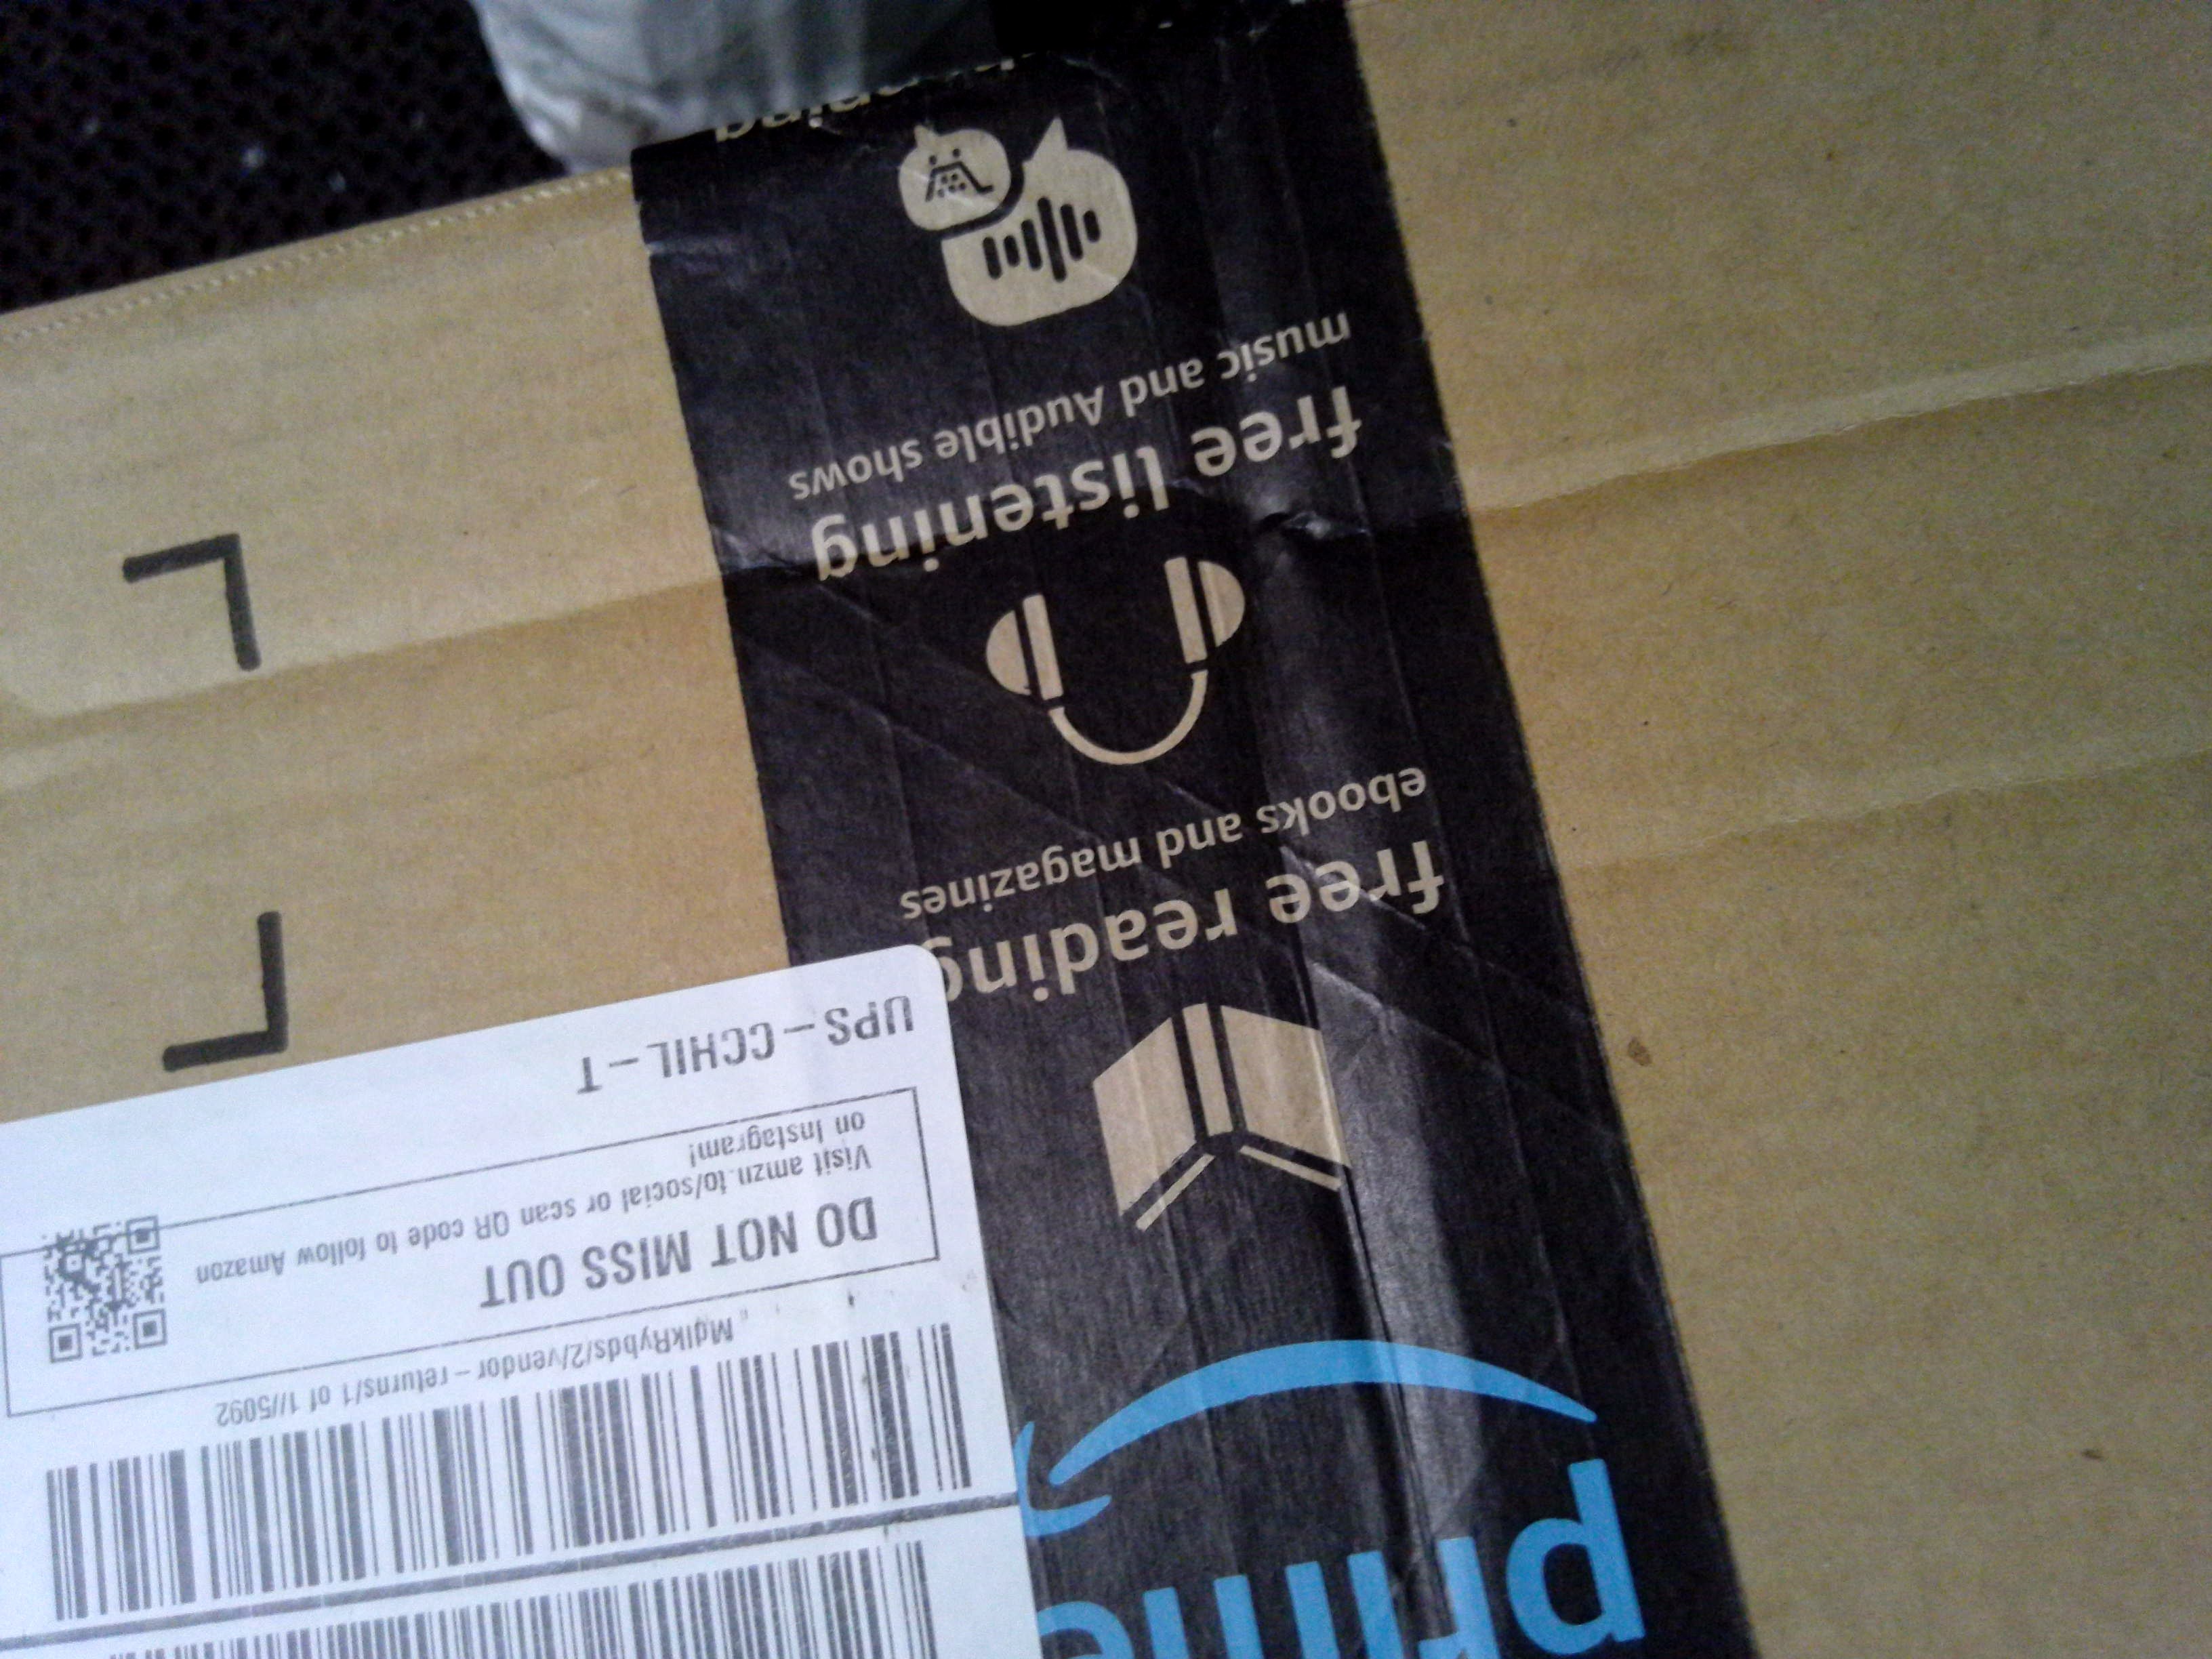 prime
free reading
ebooks and magazines
free listening
music and Audible shows
MglkRybds/2/vendor-returns/1 of 1//5092
DO NOT MISS OUT
Visit amzn.to/social or scan QR code to follow Amazon
on Instagram!
UPS-CCHIL-T